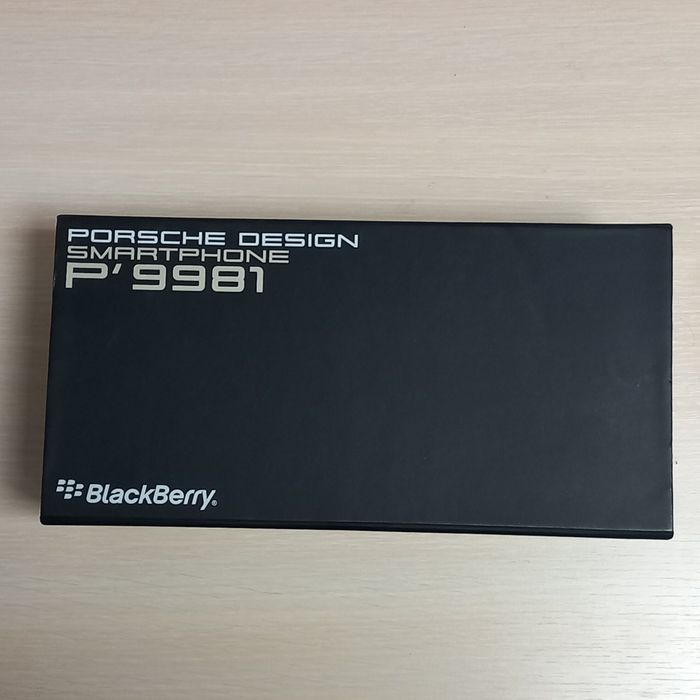 PORSCHE DESIGN
SMARTPHONE
P'9981
BlackBerry®